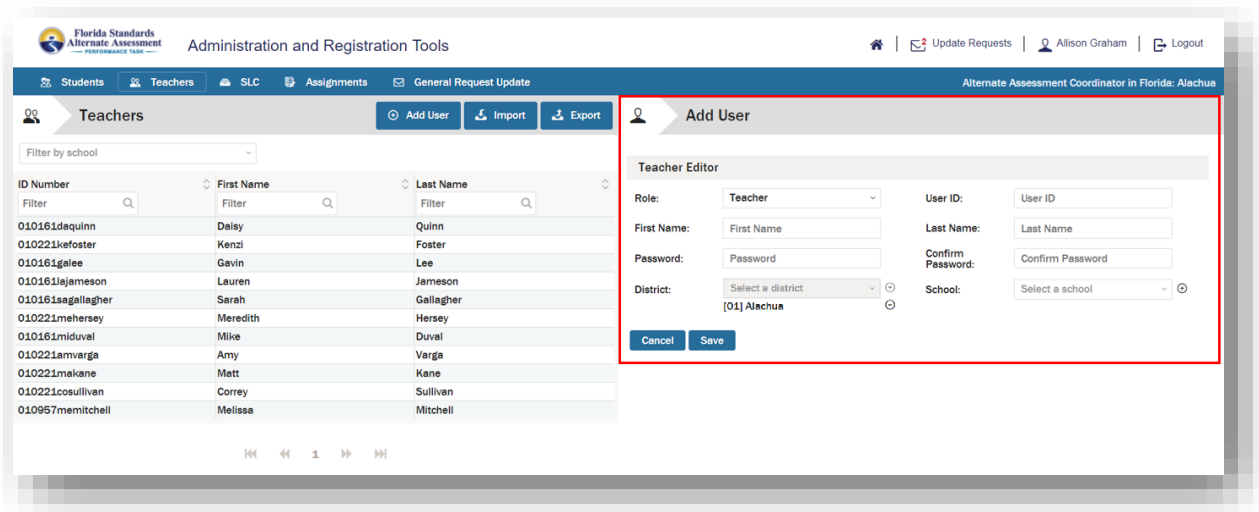 Florida Standards
Alternate Assessment
PERFORMANCE TASK
Administration and Registration Tools
2 Update Requests
Allison Graham
Logout
Students Teachers SLC Assignments General Request Update
Alternate Assessment Coordinator in Florida: Alachua
Teachers
Add User Import Export
Filter by school
ID Number First Name Last Name
Filter Filter Filter
010161daquinn Daisy Quinn
010221kefoster Kenzi Foster
010161galee Gavin Lee
010161lajameson Lauren Jameson
010161sagallagher Sarah Gallagher
010221mehersey Meredith Hersey
010161miduval Mike Duval
010221amvarga Amy Varga
010221makane Matt Kane
010221cosullivan Correy Sullivan
010957memitchell Melissa Mitchell
1
Add User
Teacher Editor
Role: Teacher User ID: User ID
First Name: First Name Last Name: Last Name
Password: Password Confirm Password: Confirm Password
District: Select a district School: Select a school
[01] Alachua
Cancel Save